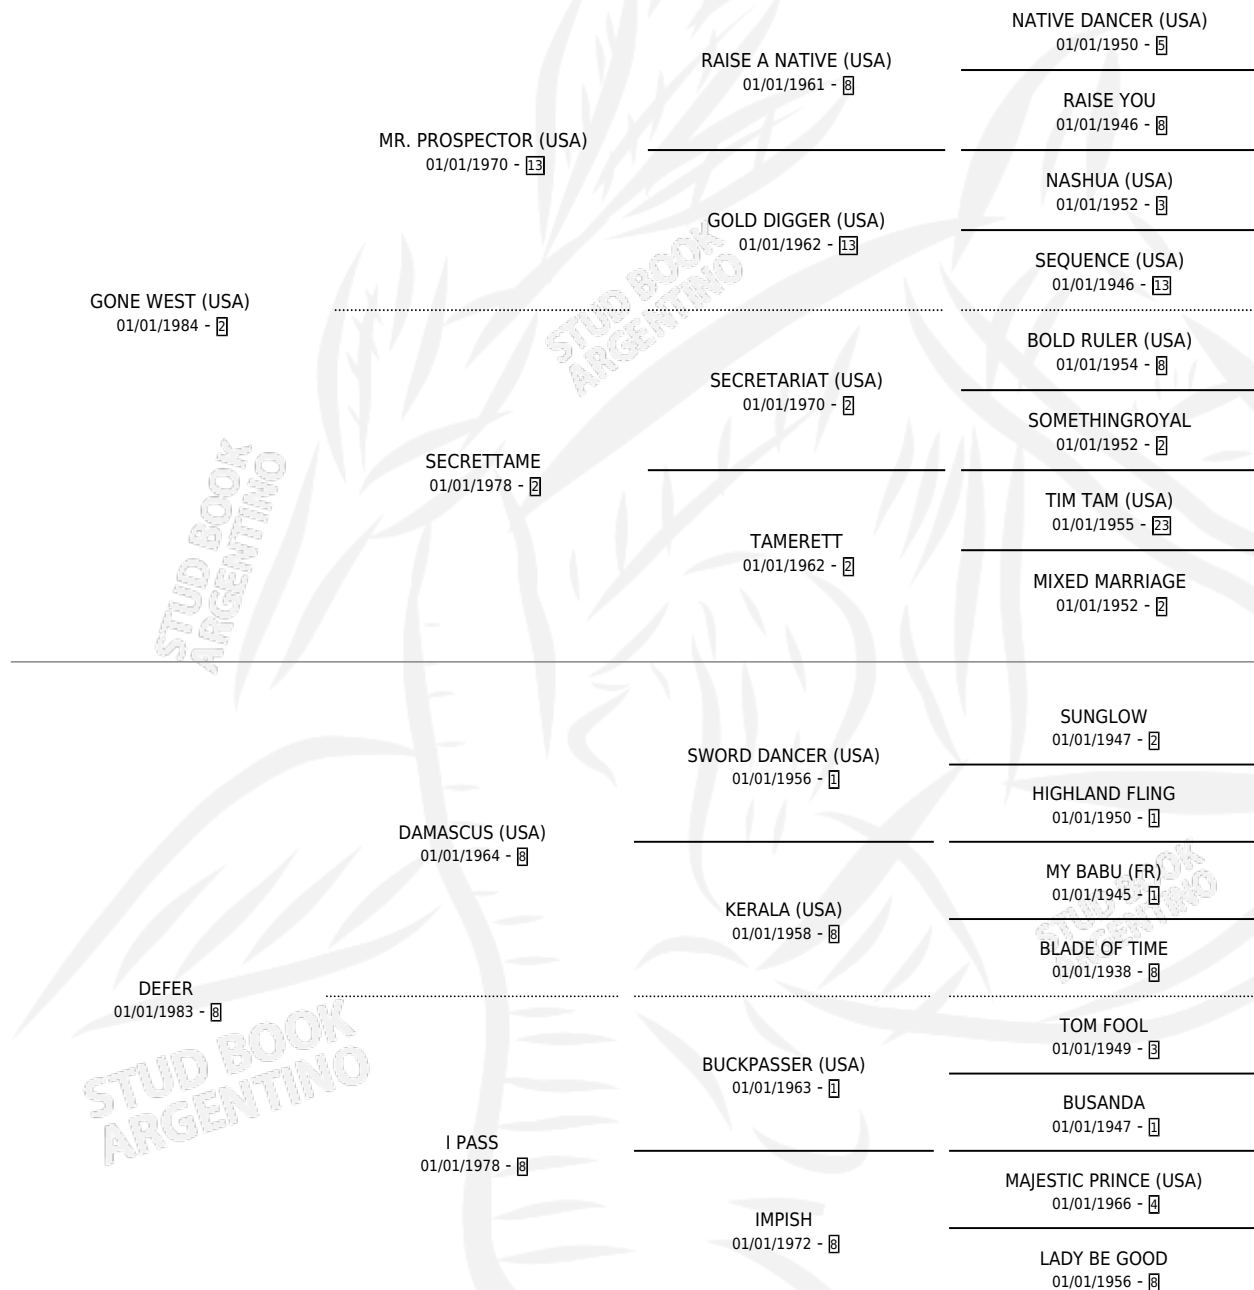 NATIVE DANCER (USA)
01/01/1950 - 5
RAISE A NATIVE (USA)
01/01/1961 - 8
RAISE YOU
01/01/1946 - 8
MR. PROSPECTOR (USA)
01/01/1970 - 13
NASHUA (USA)
01/01/1952 - 3
GOLD DIGGER (USA)
01/01/1962 - 13
SEQUENCE (USA)
01/01/1946 - 13
GONE WEST (USA)
01/01/1984 - 2
STUD BOOK
ARGENTINO
BOLD RULER (USA)
01/01/1954 - 8
SECRETARIAT (USA)
01/01/1970 - 2
SOMETHINGROYAL
01/01/1952 - 2
SECRETTAME
01/01/1978 - 2
TIM TAM (USA)
01/01/1955 - 23
TAMERETT
01/01/1962 - 2
MIXED MARRIAGE
01/01/1952 - 2
STUD BOOK
ARGENTINO
SUNGLOW
01/01/1947 - 2
SWORD DANCER (USA)
01/01/1956 - 1
HIGHLAND FLING
01/01/1950 - 1
DAMASCUS (USA)
01/01/1964 - 8
MY BABU (FR)
01/01/1945 - 1
KERALA (USA)
01/01/1958 - 8
BLADE OF TIME
01/01/1938 - 8
STUD BOOK
ARGENTINO
DEFER
01/01/1983 - 8
TOM FOOL
01/01/1949 - 3
BUCKPASSER (USA)
01/01/1963 - 1
BUSANDA
01/01/1947 - 1
STUD BOOK
ARGENTINO
I PASS
01/01/1978 - 8
MAJESTIC PRINCE (USA)
01/01/1966 - 4
IMPISH
01/01/1972 - 8
LADY BE GOOD
01/01/1956 - 8